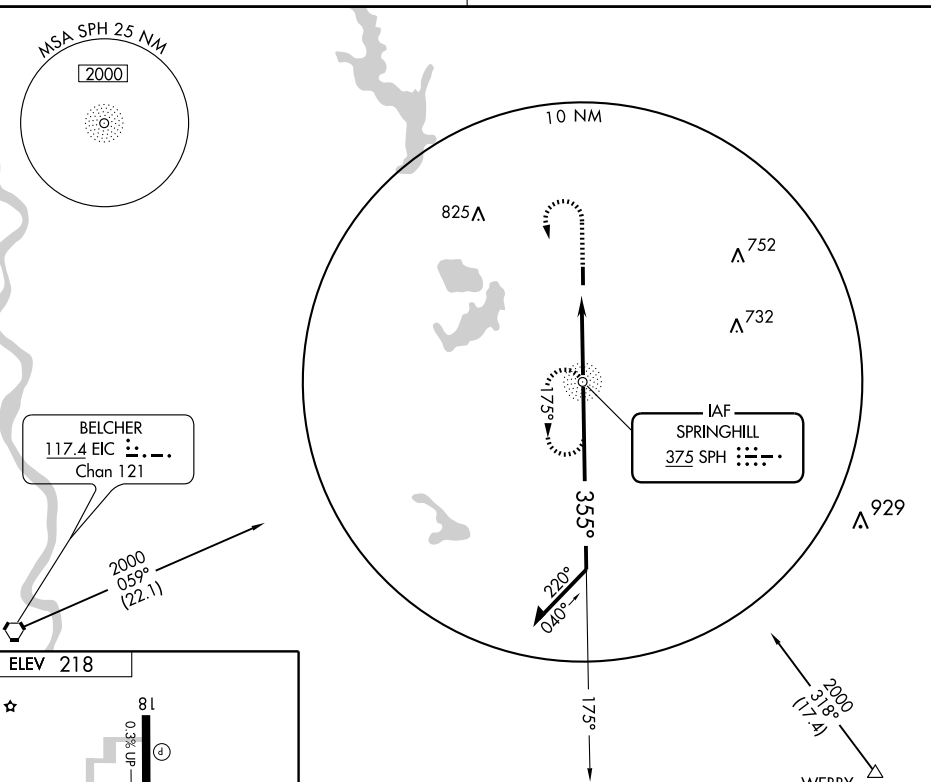 MSA SPH 25 NM
2000
10 NM
825
752
732
175°
IAF
SPRINGHILL
375 SPH
BELCHER
117.4 EIC
Chan 121
929
355°
2000
059°
(22.1)
220°
040°
ELEV 218
18
0.3% UP
P
175°
2000
318°
(17.4)